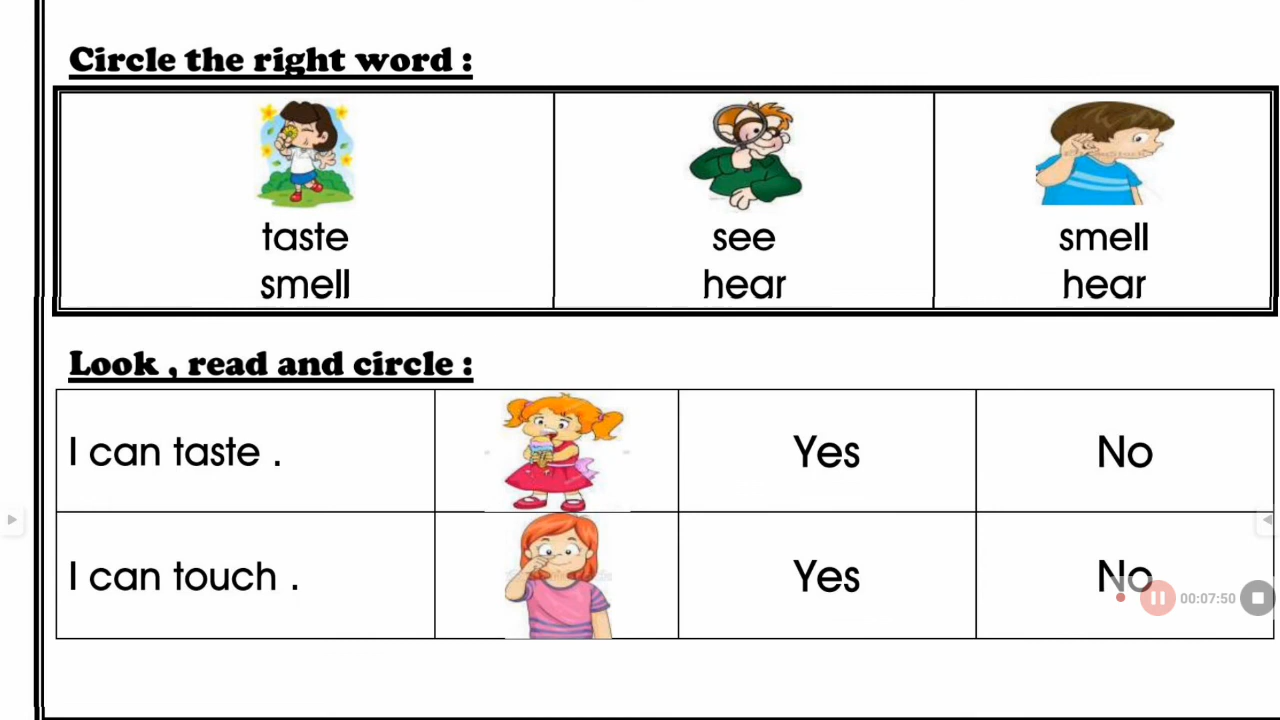 Circle the right word :
taste
smell
see
hear
smell
hear
Look , read and circle :
I can taste .
Yes
No
I can touch .
Yes
No
00:07:50